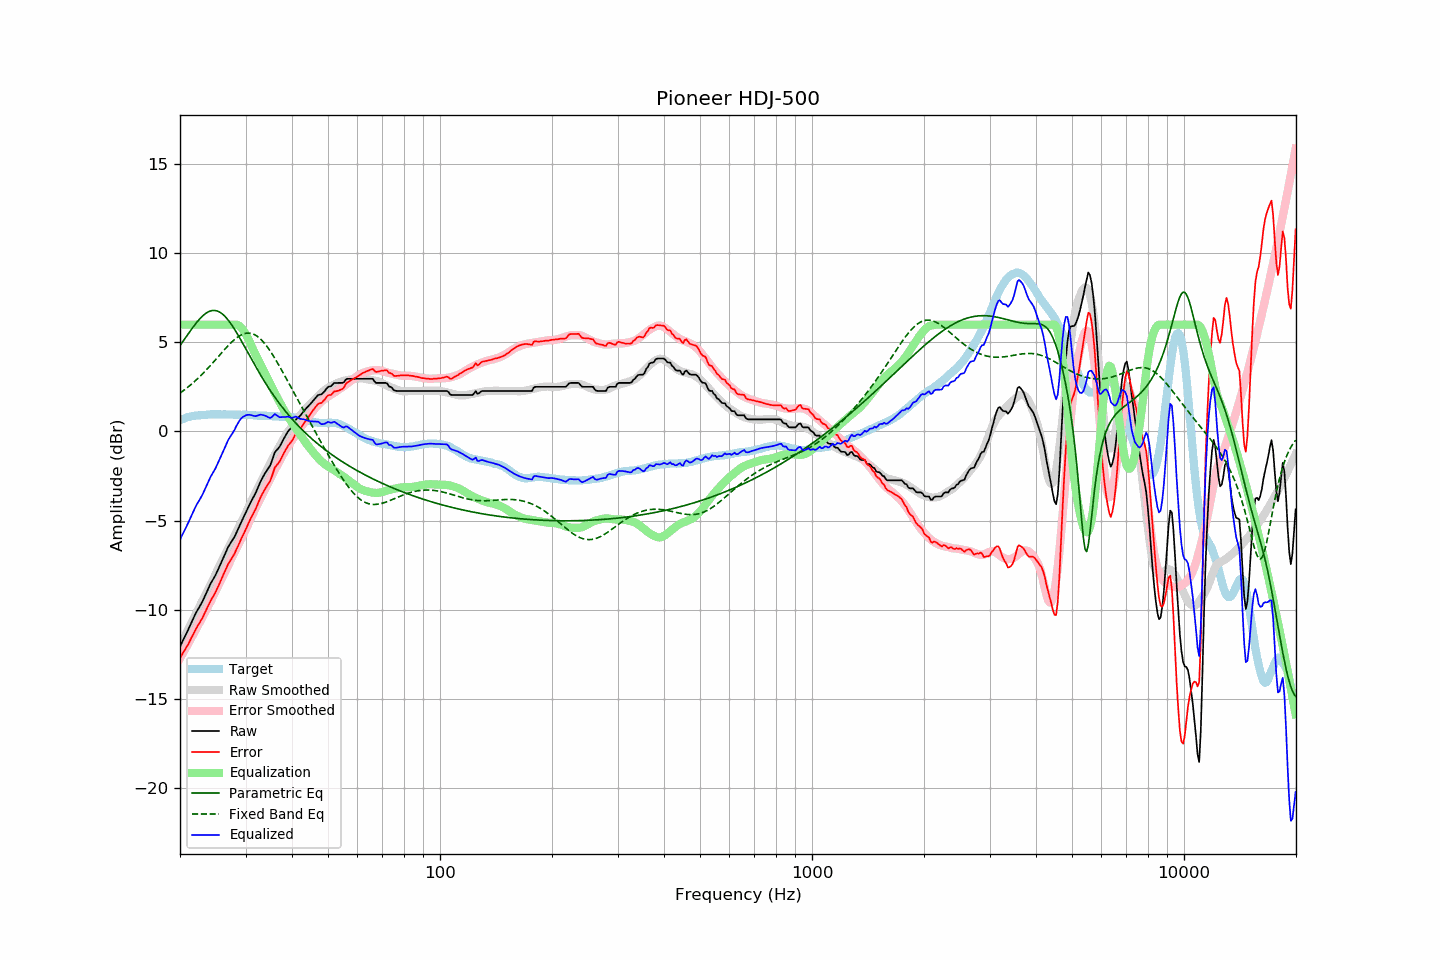 Pioneer HDJ-500
Amplitude (dBr)
15
10
5
0
−5
−10
−15
−20
Target
Raw Smoothed
Error Smoothed
Raw
Error
Equalization
Parametric Eq
Fixed Band Eq
Equalized
100
1000
10000
Frequency (Hz)